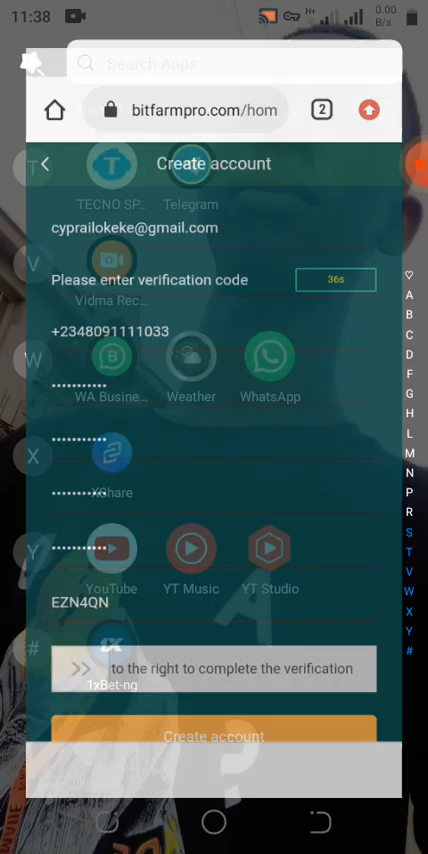 11:38
H+
0.00
B/s
Search Apps
bitfarmpro.com/hom
2
Create account
T
TECNO SP...
Telegram
cyprailokeke@gmail.com
V
Please enter verification code
36s
Vidma Rec...
+2348091111033
W
WA Busine...
Weather
WhatsApp
X
XShare
Y
YouTube
YT Music
YT Studio
EZN4QN
#
1X
to the right to complete the verification
1xBet-ng
Create account
A
B
C
D
F
G
H
L
M
N
P
R
S
T
V
W
X
Y
#
A
?